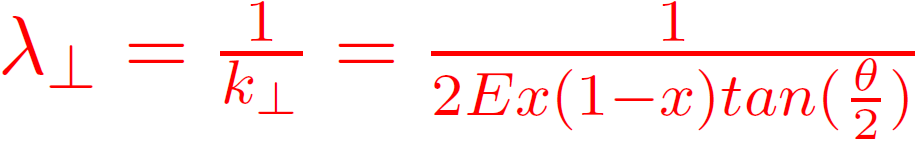 λ⊥ = 1/k⊥ = 1/(2Ex(1−x)tan(θ/2))